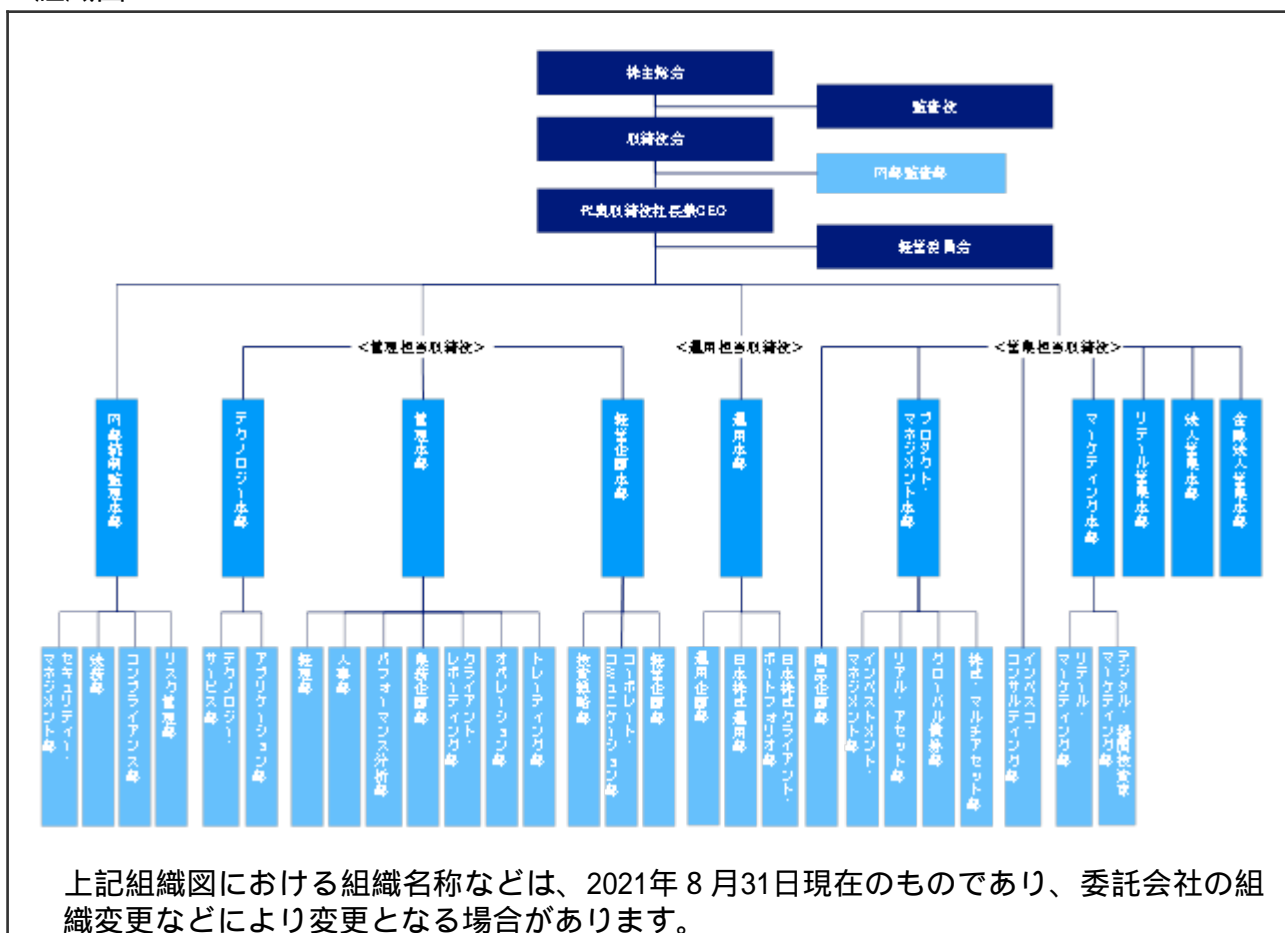 株主総会
監査役
取締役会
内部監査部
代表取締役社長兼CEO
経営委員会
<管理担当取締役>
<運用担当取締役>
<営業担当取締役>
内部統制監理本部
テクノロジー本部
管理本部
経営企画本部
運用本部
プロダクト・
マネジメント本部
マーケティング本部
リテール営業本部
法人営業本部
金融法人営業本部
セキュリティー・
マネジメント部
法務部
コンプライアンス部
リスク管理部
テクノロジー・
サービス部
アプリケーション部
経理部
人事部
パフォーマンス分析部
業務企画部
クライアント・
レポーティング部
オペレーション部
トレーディング部
投資戦略部
コーポレート・
コミュニケーション部
経営企画部
運用企画部
日本株式運用部
日本株式クライアント・
ポートフォリオ部
商品企画部
インベストメント・
マネジメント部
リアル・アセット部
グローバル債券部
株式・マルチアセット部
インベスコ・
コンサルティング部
リテール・
マーケティング部
デジタル・機関投資家
マーケティング部
上記組織図における組織名称などは、2021年8月31日現在のものであり、委託会社の組
織変更などにより変更となる場合があります。